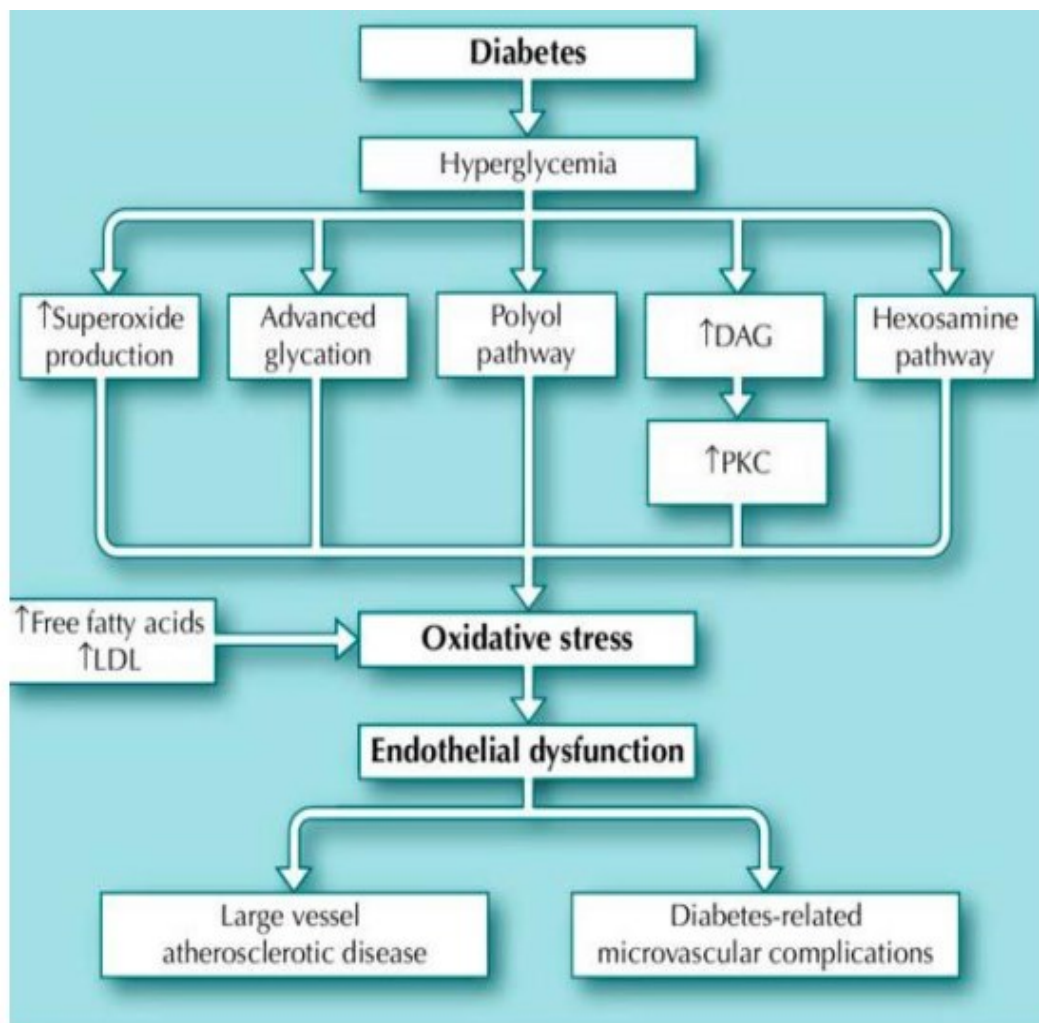 Diabetes
Hyperglycemia
↑Superoxide
production
Advanced
glycation
Polyol
pathway
↑DAG
Hexosamine
pathway
↑PKC
↑Free fatty acids
↑LDL
Oxidative stress
Endothelial dysfunction
Large vessel
atherosclerotic disease
Diabetes-related
microvascular complications